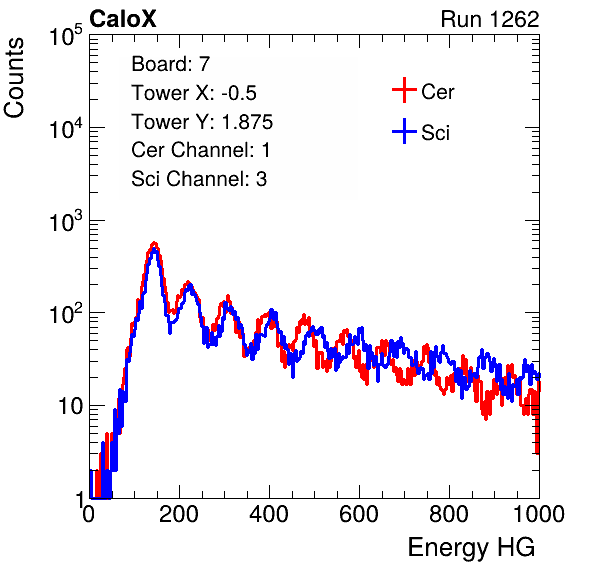 CaloX Run 1262
Counts
Board: 7
Tower X: -0.5
Tower Y: 1.875
Cer Channel: 1
Sci Channel: 3
Cer
Sci
10^5
10^4
10^3
10^2
10
1
0 200 400 600 800 1000
Energy HG